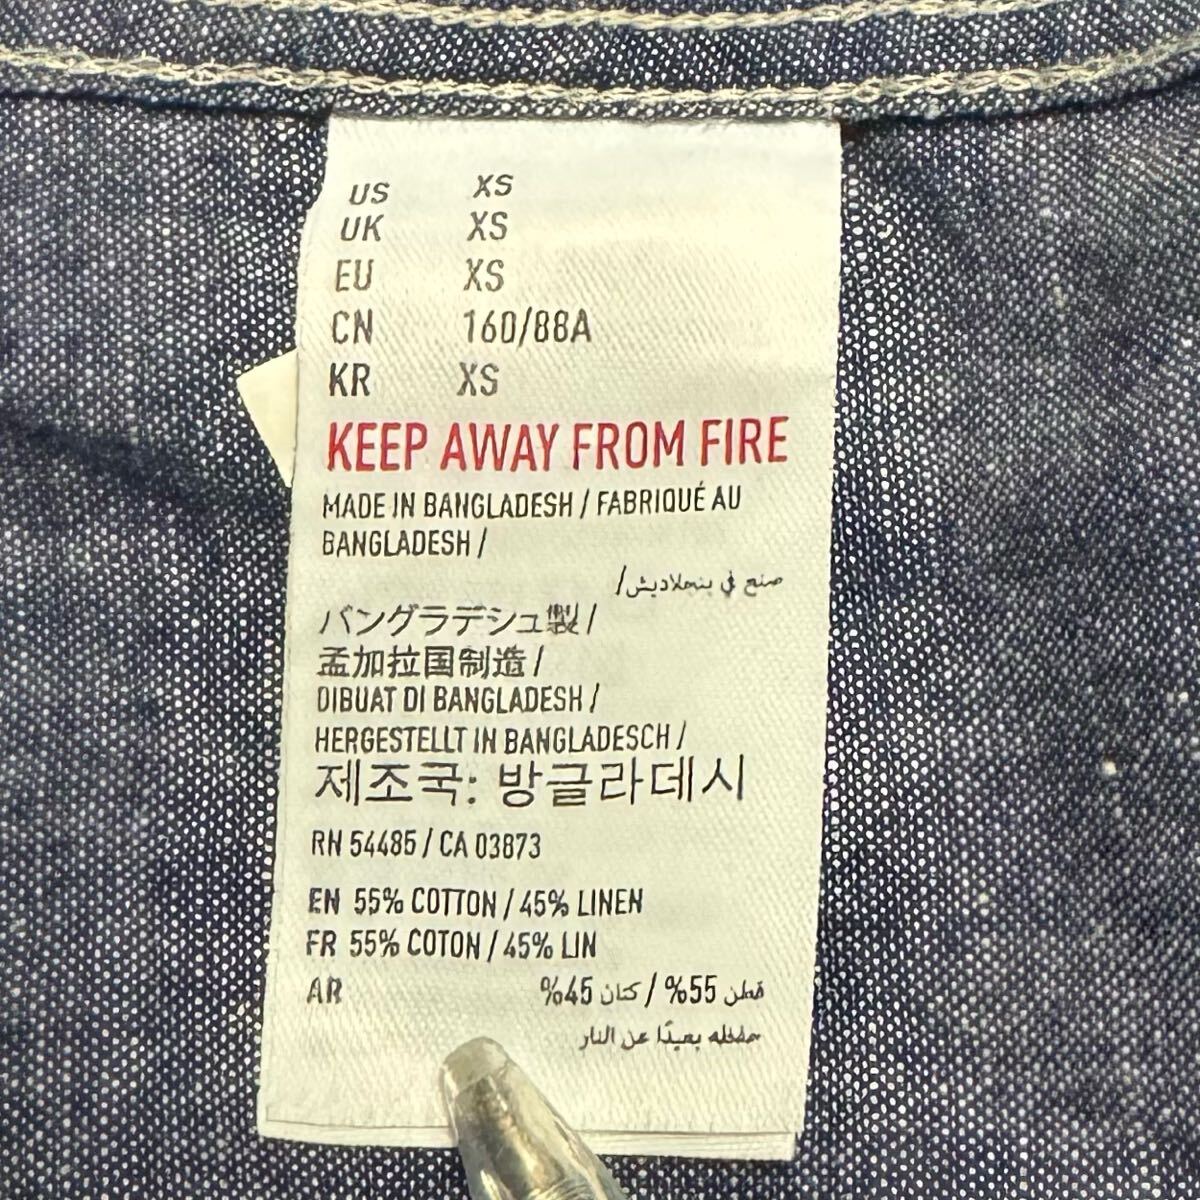 US XS
UK XS
EU XS
CN 160/88A
KR XS
KEEP AWAY FROM FIRE
MADE IN BANGLADESH / FABRIQUÉ AU
BANGLADESH /
صنع في بنجلاديش/
バングラデシュ製 /
孟加拉国制造 /
DIBUAT DI BANGLADESH /
HERGESTELLT IN BANGLADESCH /
제조국: 방글라데시
RN 54485 / CA 03873
EN 55% COTTON / 45% LINEN
FR 55% COTON / 45% LIN
AR قطن 55% / كتان 45%
بعيدًا عن النار